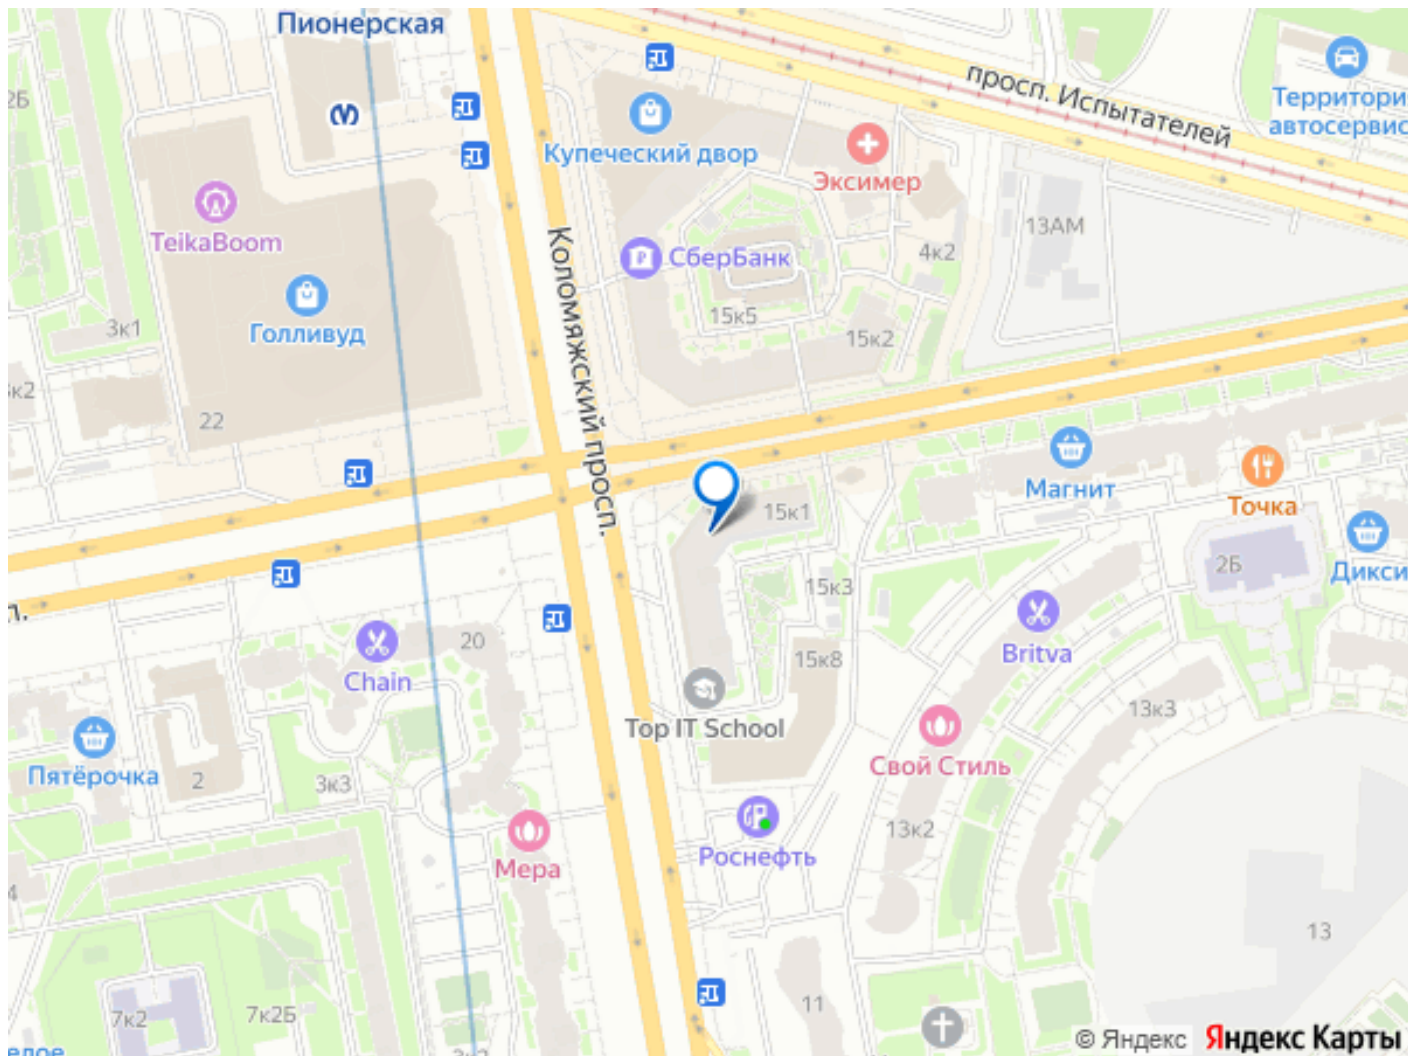 Пионерская
просп. Испытателей
Территори
автосервис
Купеческий двор
Эксимер
TeikaBoom
СберБанк
13АМ
4к2
Голливуд
Коломяжский просп.
3к1
15к5
15к2
22
Магнит
Точка
15к1
2Б
Дикси
15к3
20
Chain
15к8
Britva
Top IT School
13к3
Пятёрочка
2
3к3
Свой Стиль
13к2
Роснефть
Мера
13
11
7к2
7к2Б
© Яндекс Яндекс Карты